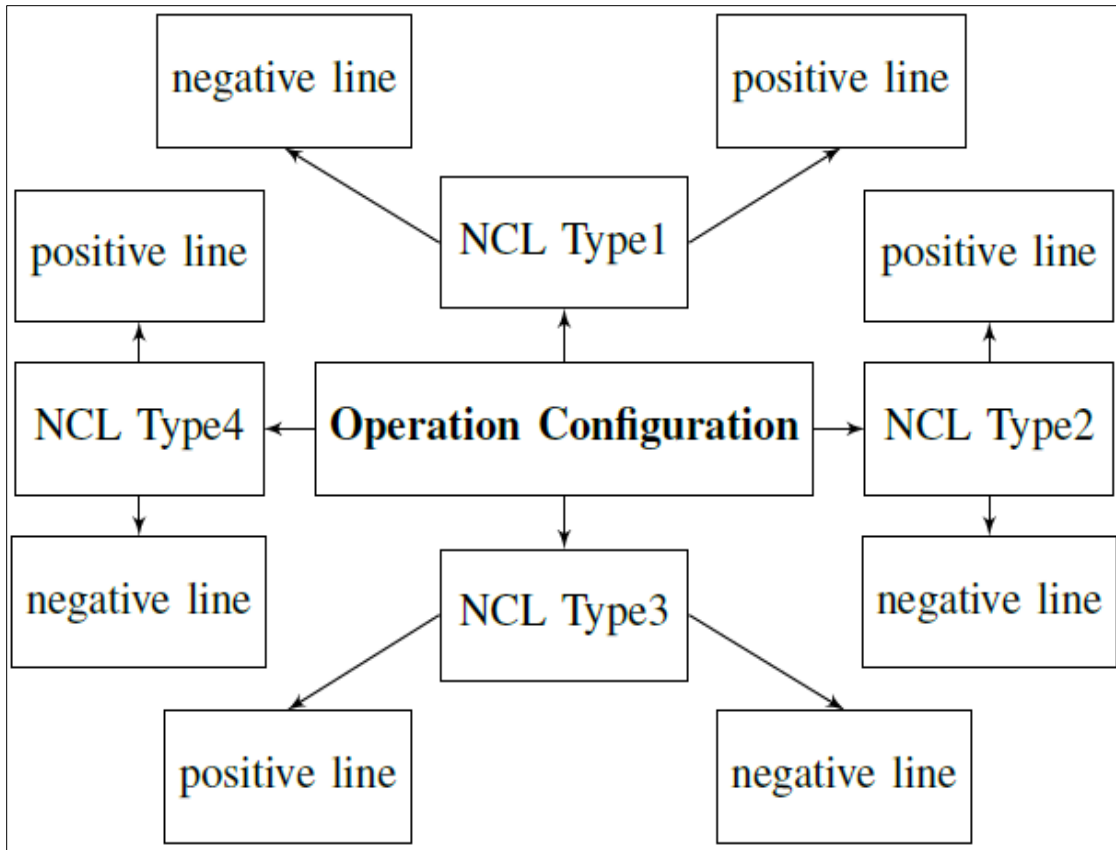 negative line
positive line
NCL Type1
positive line
positive line
NCL Type4
Operation Configuration
NCL Type2
negative line
NCL Type3
negative line
positive line
negative line